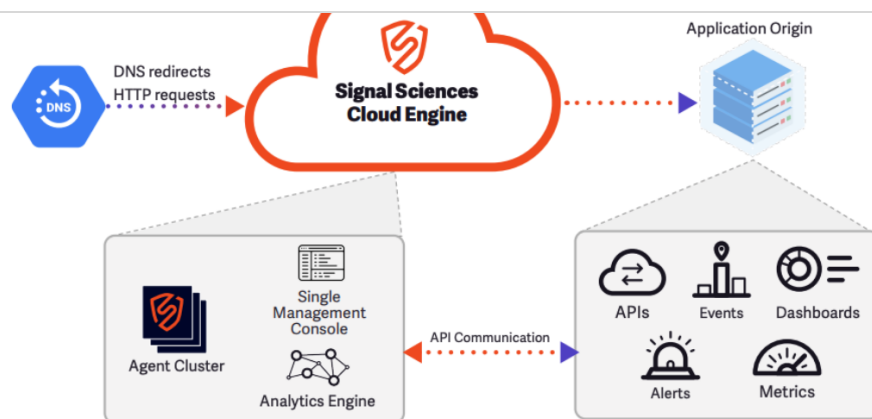 Application Origin
DNS redirects
HTTP requests
DNS
Signal Sciences
Cloud Engine
Single
Management
Console
Agent Cluster
Analytics Engine
API Communication
APIs
Events
Dashboards
Alerts
Metrics